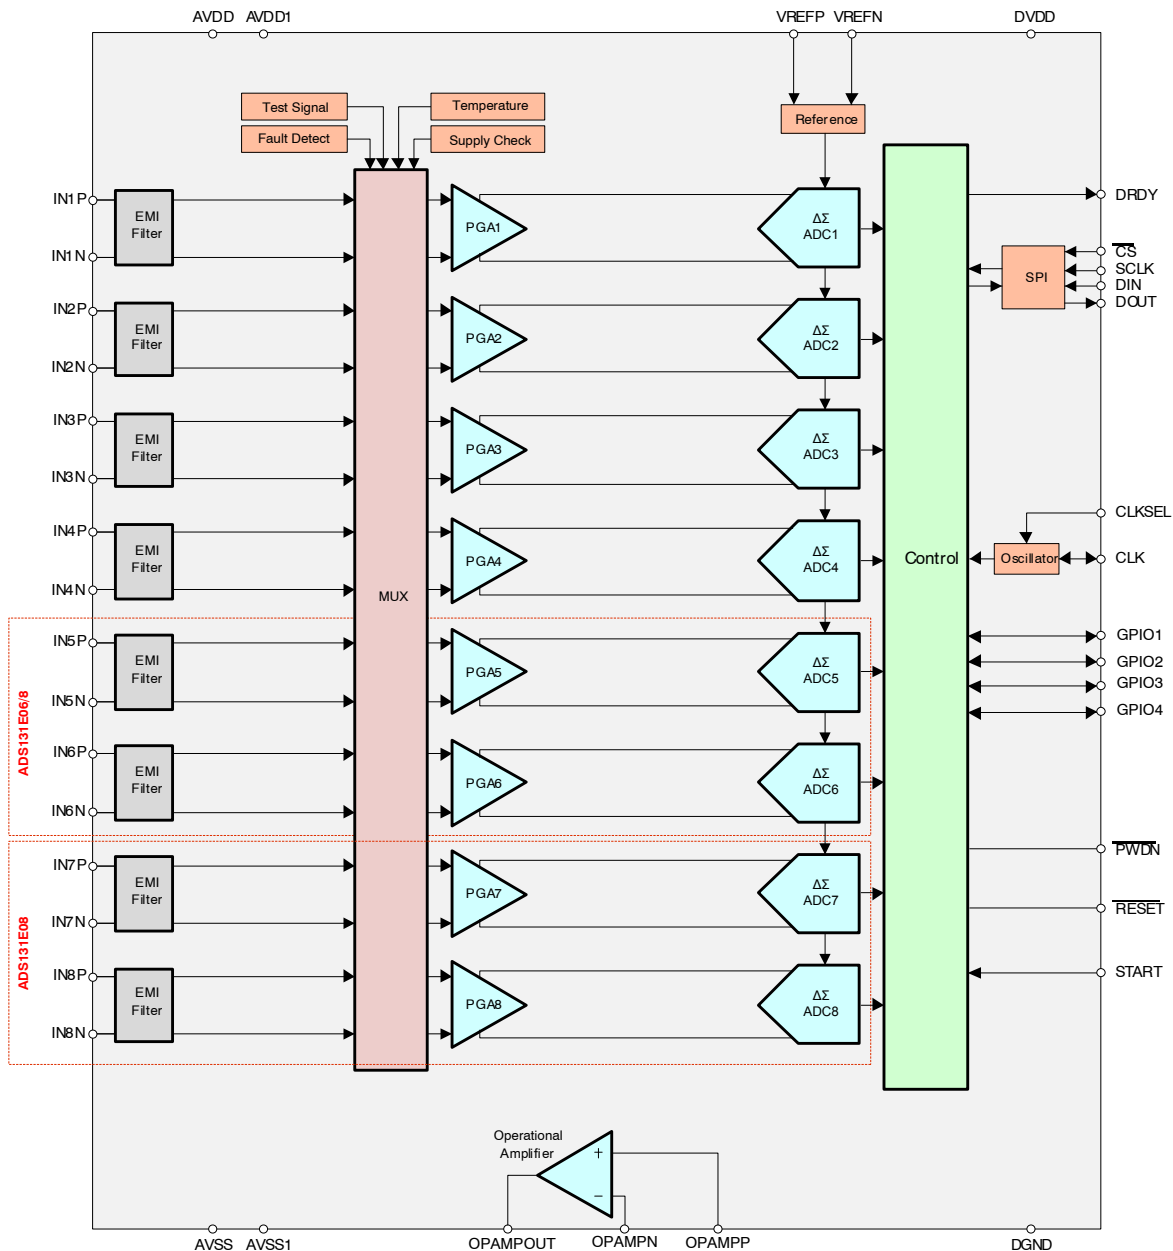 AVDD AVDD1 VREFP VREFN DVDD
Test Signal
Temperature
Fault Detect
Supply Check
Reference
IN1P
EMI
Filter
IN1N
PGA1
ΔΣ
ADC1
IN2P
EMI
Filter
IN2N
PGA2
ΔΣ
ADC2
IN3P
EMI
Filter
IN3N
PGA3
ΔΣ
ADC3
IN4P
EMI
Filter
IN4N
PGA4
ΔΣ
ADC4
MUX
Control
ADS131E06/8
IN5P
EMI
Filter
IN5N
PGA5
ΔΣ
ADC5
IN6P
EMI
Filter
IN6N
PGA6
ΔΣ
ADC6
ADS131E08
IN7P
EMI
Filter
IN7N
PGA7
ΔΣ
ADC7
IN8P
EMI
Filter
IN8N
PGA8
ΔΣ
ADC8
DRDY
SPI
CS
SCLK
DIN
DOUT
CLKSEL
Oscillator
CLK
GPIO1
GPIO2
GPIO3
GPIO4
PWDN
RESET
START
Operational
Amplifier
+
−
AVSS AVSS1 OPAMPOUT OPAMPN OPAMPP DGND